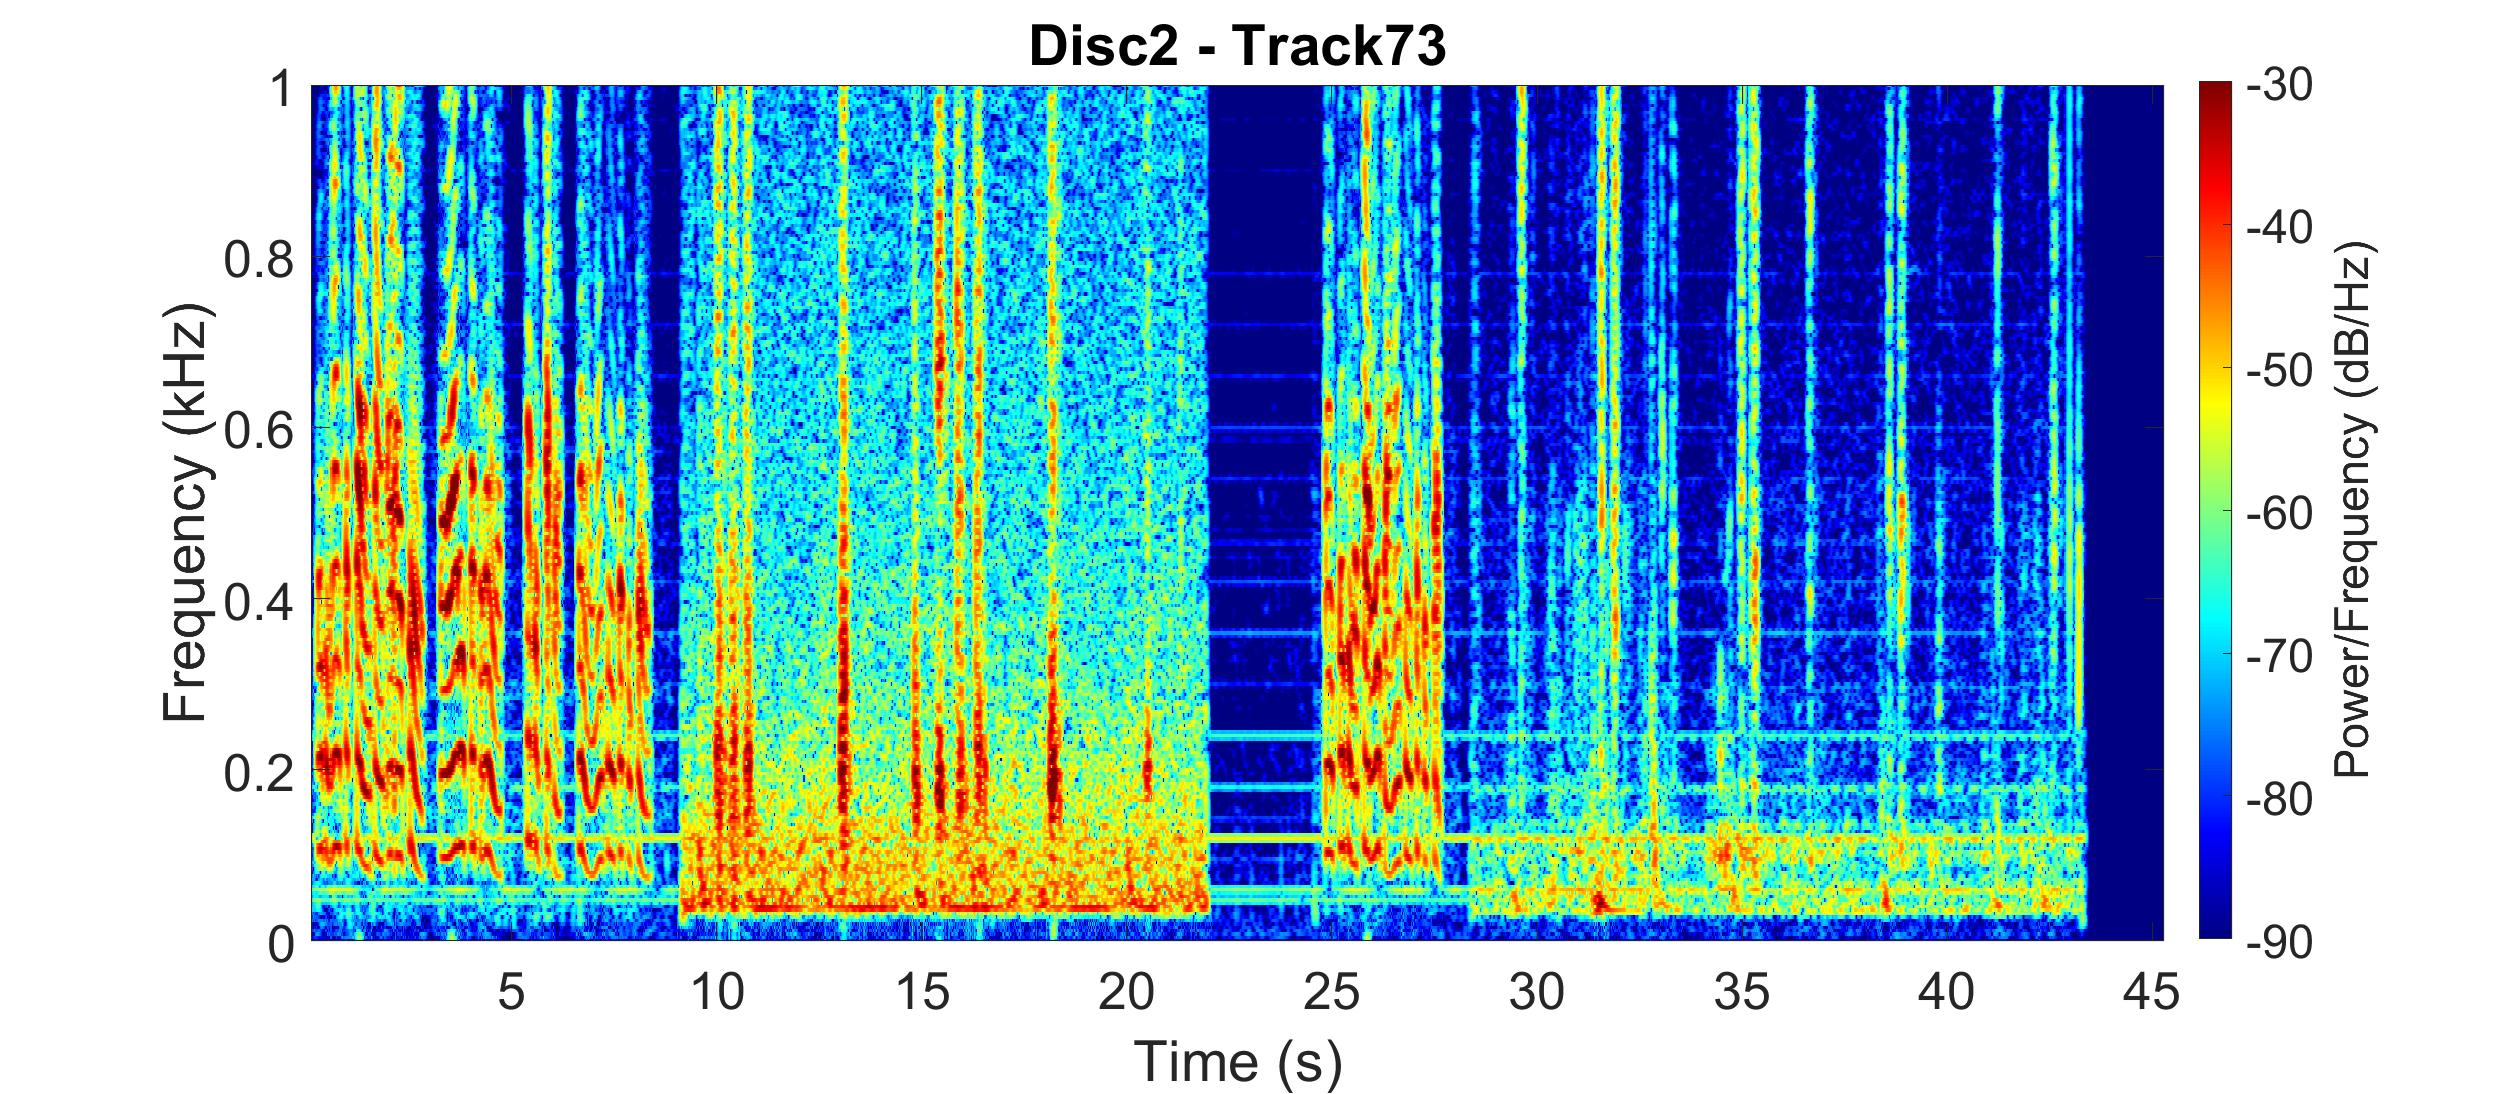 Disc2 - Track73
1
0.8
0.6
0.4
0.2
0
Frequency (kHz)
5 10 15 20 25 30 35 40 45
Time (s)
-30
-40
-50
-60
-70
-80
-90
Power/Frequency (dB/Hz)